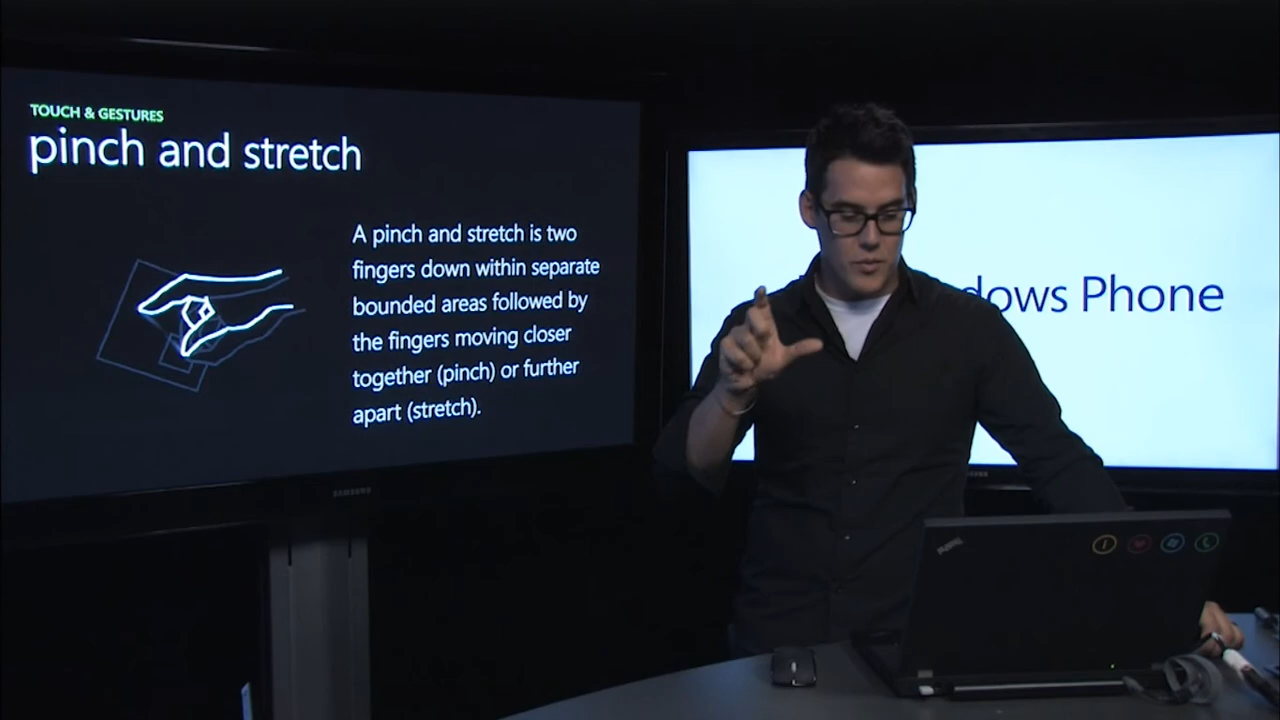 TOUCH & GESTURES
pinch and stretch
A pinch and stretch is two
fingers down within separate
bounded areas followed by
the fingers moving closer
together (pinch) or further
apart (stretch).
dows Phone
SAMSUNG
ThinkPad